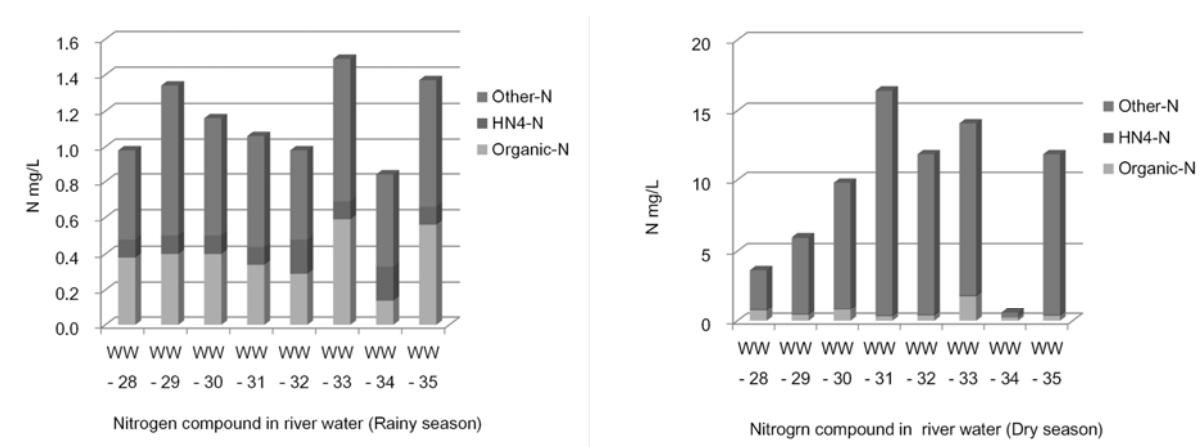 1.6
1.4
1.2
1.0
0.8
0.6
0.4
0.2
0.0
N mg/L
Other-N
HN4-N
Organic-N
WW WW WW WW WW WW WW WW
- 28 - 29 - 30 - 31 - 32 - 33 - 34 - 35
Nitrogen compound in river water (Rainy season)
20
15
10
5
0
N mg/L
Other-N
HN4-N
Organic-N
WW WW WW WW WW WW WW WW
- 28 - 29 - 30 - 31 - 32 - 33 - 34 - 35
Nitrogrn compound in river water (Dry season)